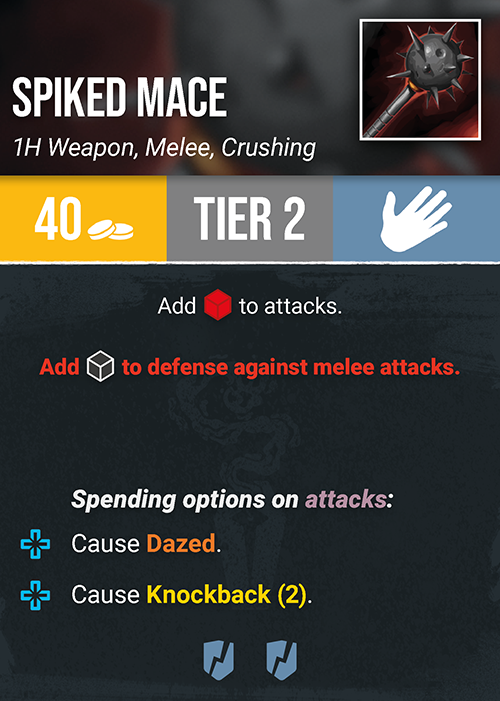 SPIKED MACE
1H Weapon, Melee, Crushing
40 TIER 2
Add to attacks.
Add to defense against melee attacks.
Spending options on attacks:
Cause Dazed.
Cause Knockback (2).